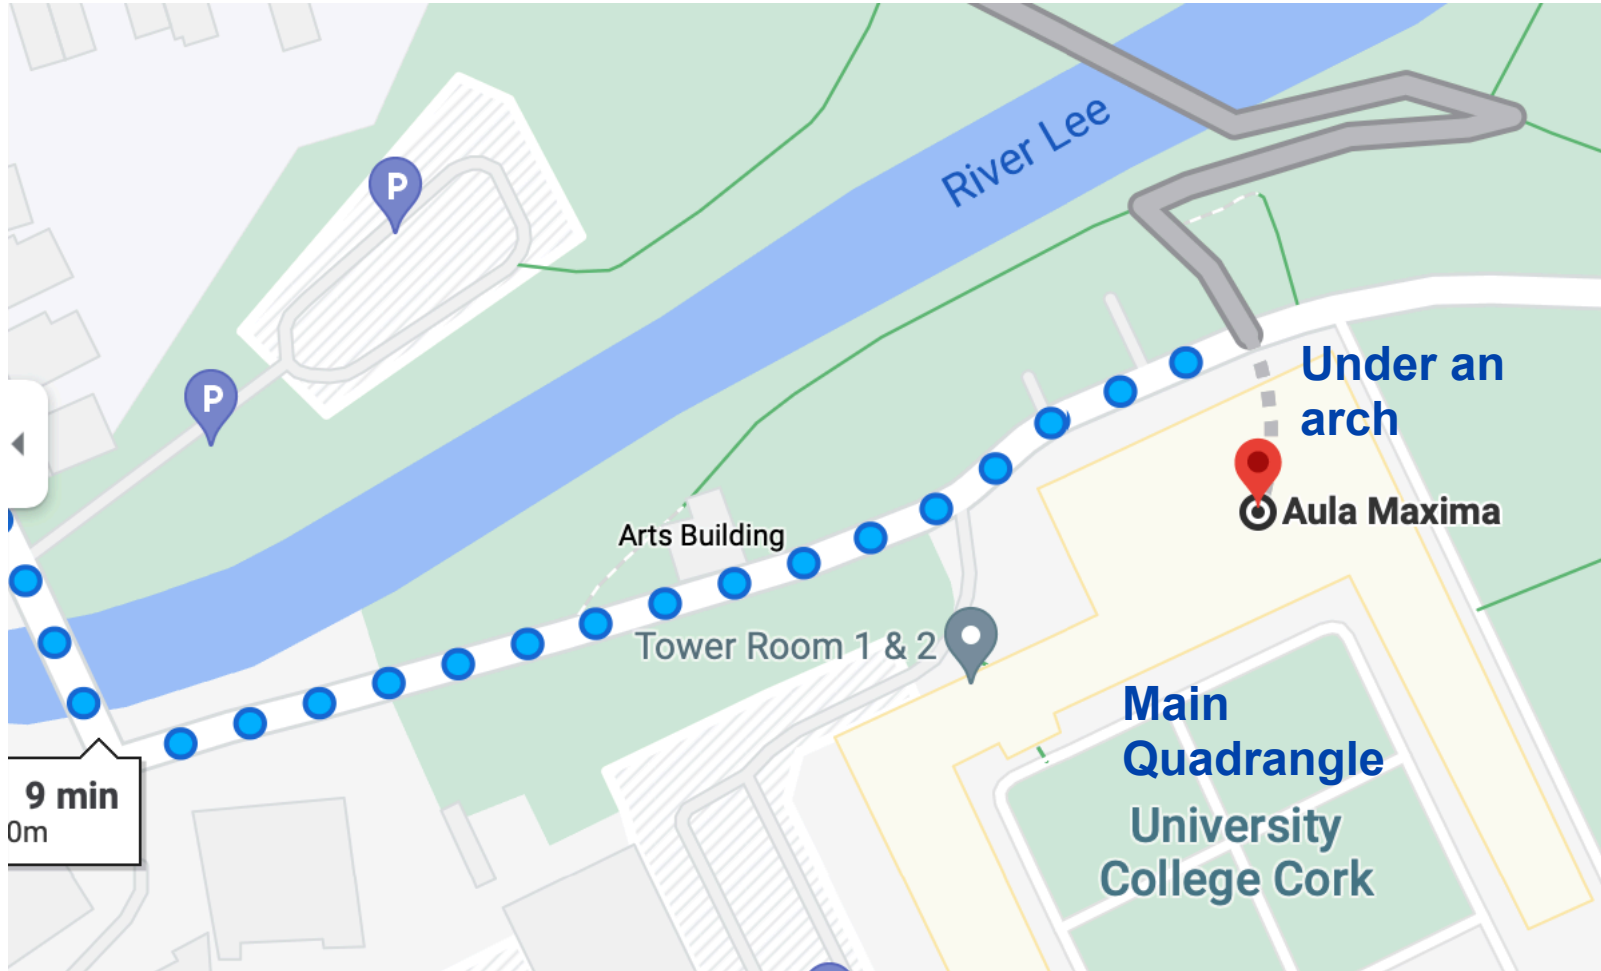 River Lee
P
P
Under an
arch
Aula Maxima
Arts Building
Tower Room 1 & 2
Main
Quadrangle
9 min
0m
University
College Cork